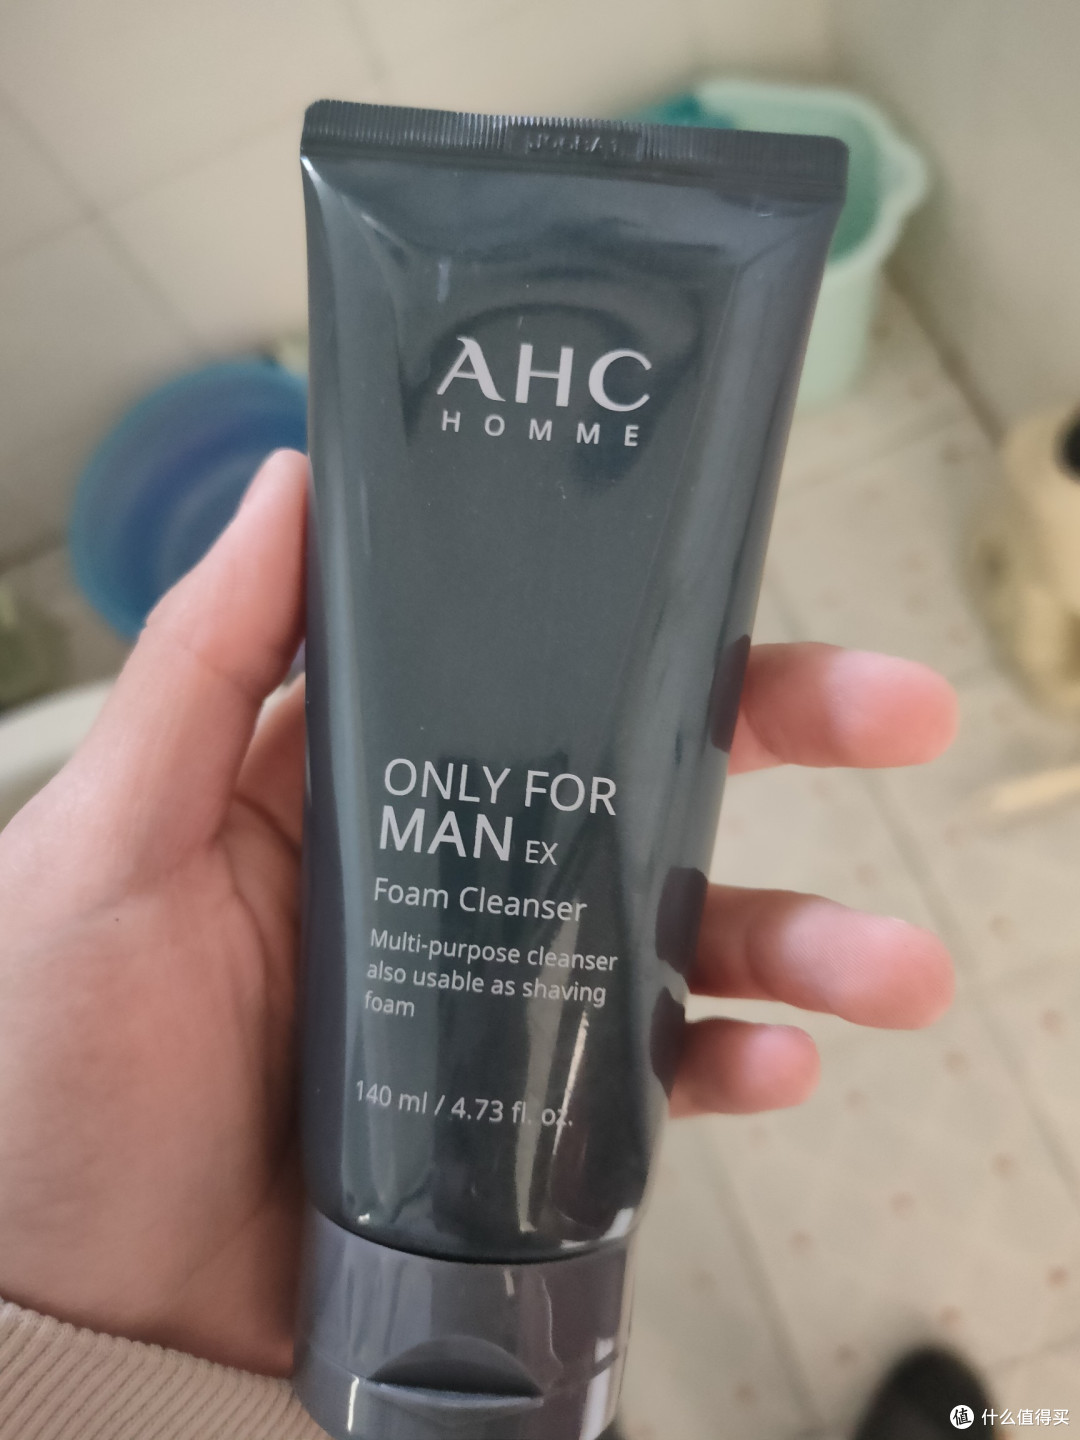 AHC
HOMME
ONLY FOR
MAN EX
Foam Cleanser
Multi-purpose cleanser
also usable as shaving
foam
140 ml / 4.73 fl. oz.
值 什么值得买